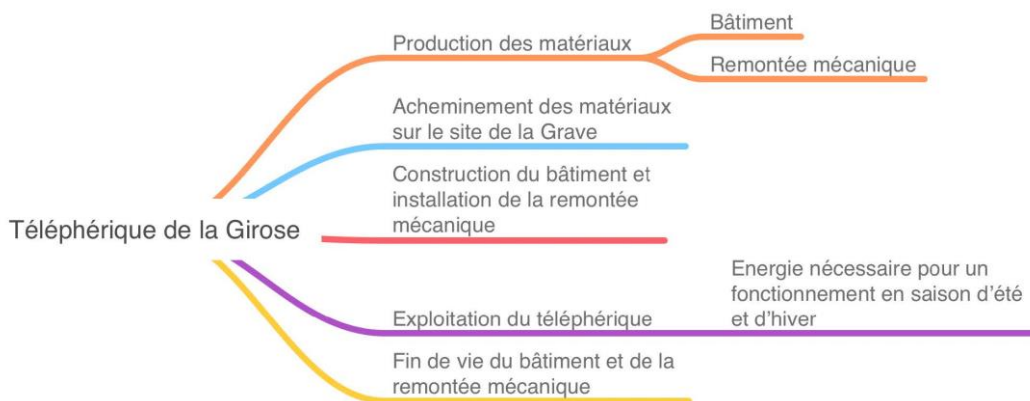 Téléphérique de la Girose
Production des matériaux
Bâtiment
Remontée mécanique
Acheminement des matériaux
sur le site de la Grave
Construction du bâtiment et
installation de la remontée
mécanique
Exploitation du téléphérique
Energie nécessaire pour un
fonctionnement en saison d'été
et d'hiver
Fin de vie du bâtiment et de la
remontée mécanique